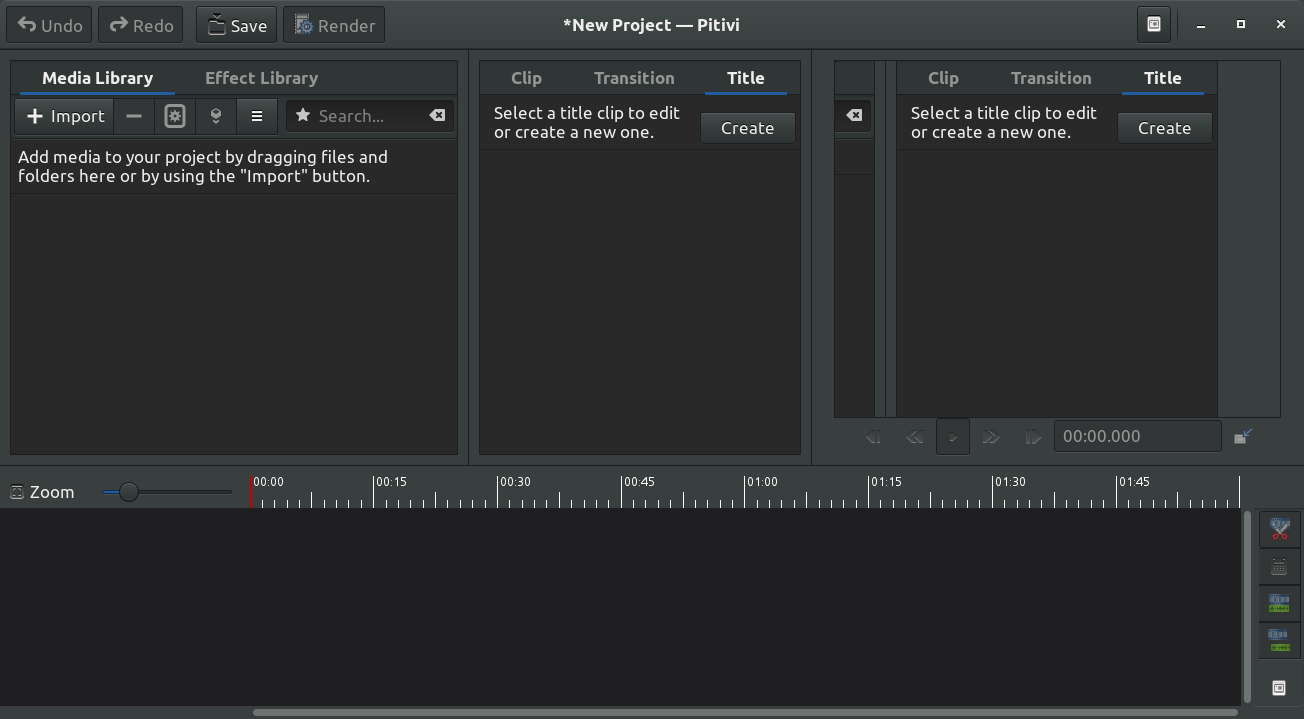 Undo Redo Save Render *New Project — Pitivi
Media Library Effect Library
Import Search...
Add media to your project by dragging files and
folders here or by using the "Import" button.
Clip Transition Title
Select a title clip to edit
or create a new one.
Create
Clip Transition Title
Select a title clip to edit
or create a new one.
Create
00:00.000
Zoom 00:00 00:15 00:30 00:45 01:00 01:15 01:30 01:45